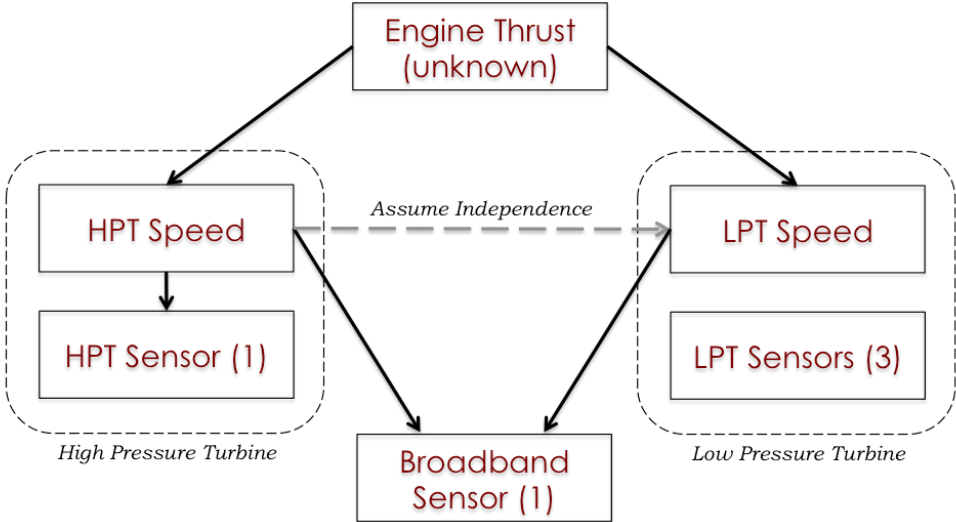 Engine Thrust
(unknown)
Assume Independence
HPT Speed
LPT Speed
HPT Sensor (1)
LPT Sensors (3)
High Pressure Turbine
Low Pressure Turbine
Broadband
Sensor (1)